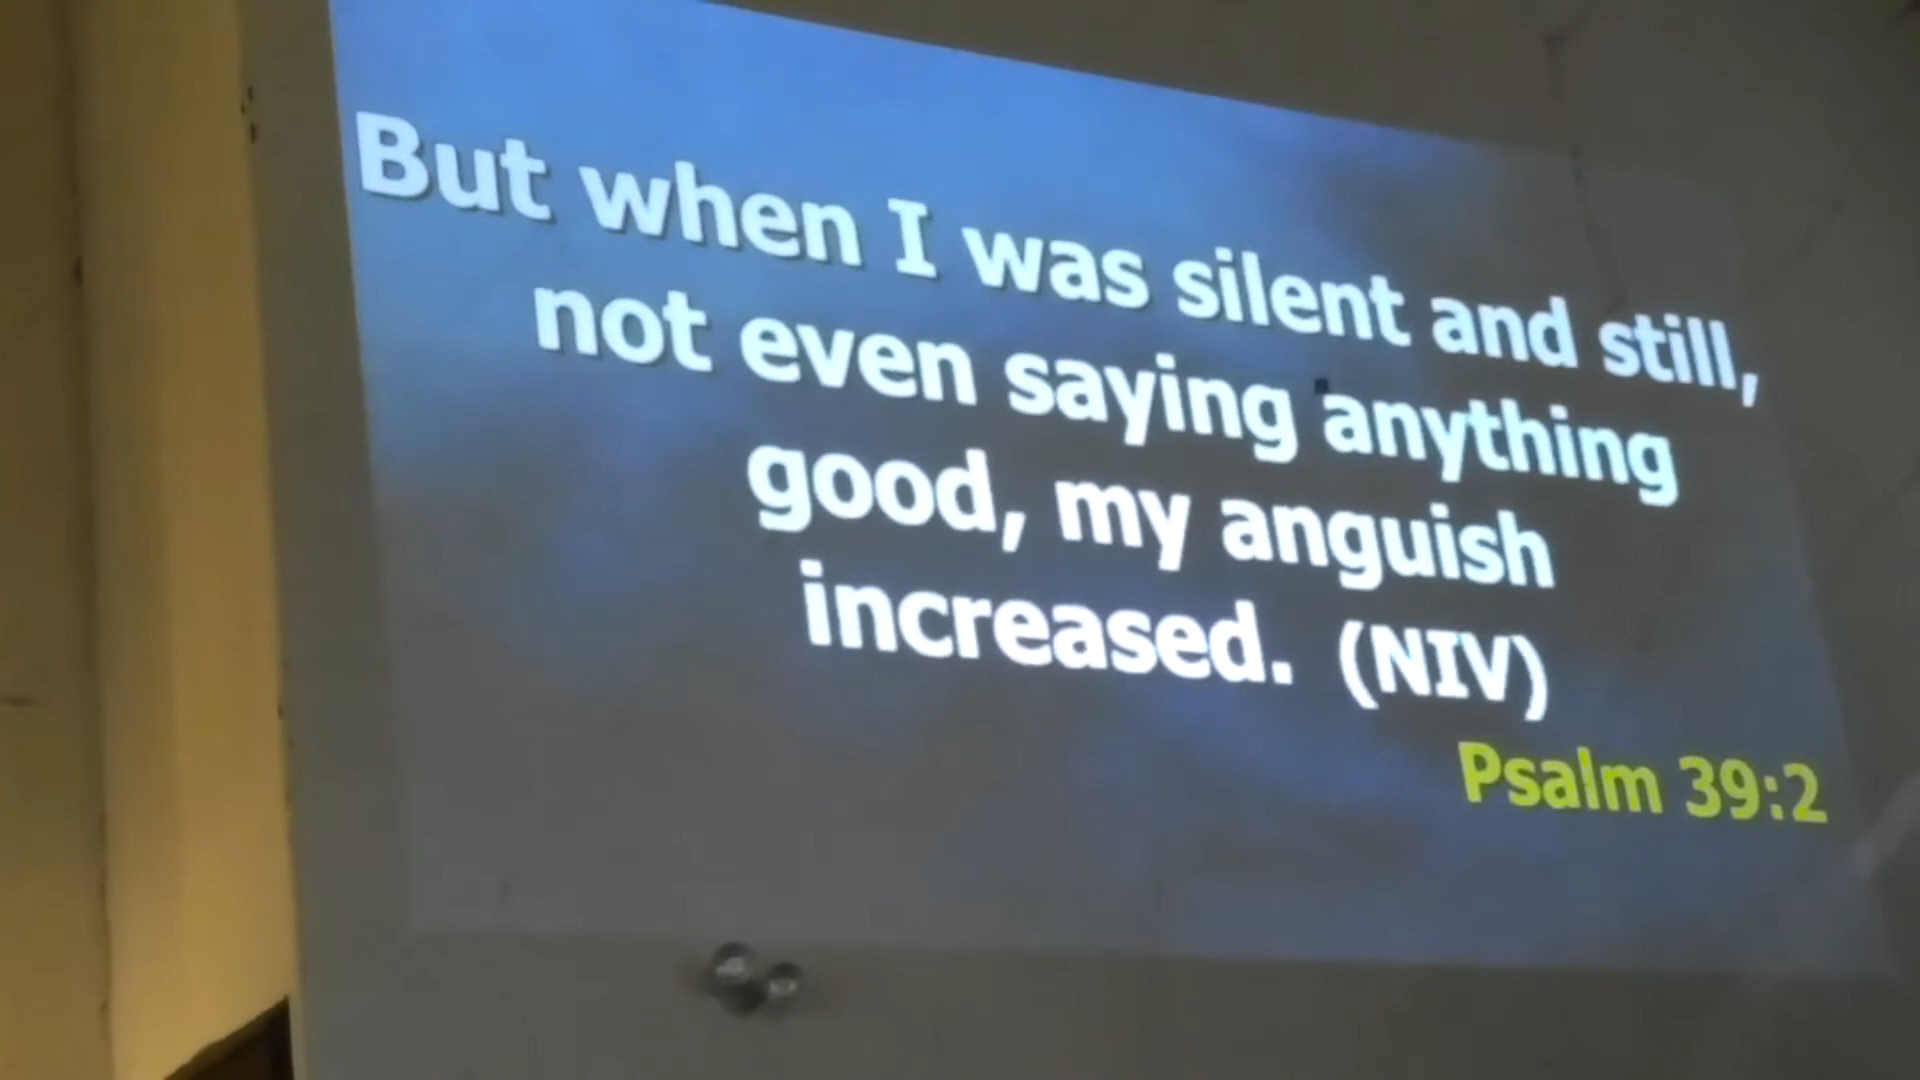 But when I was silent and still,
not even saying anything
good, my anguish
increased. (NIV)
Psalm 39:2